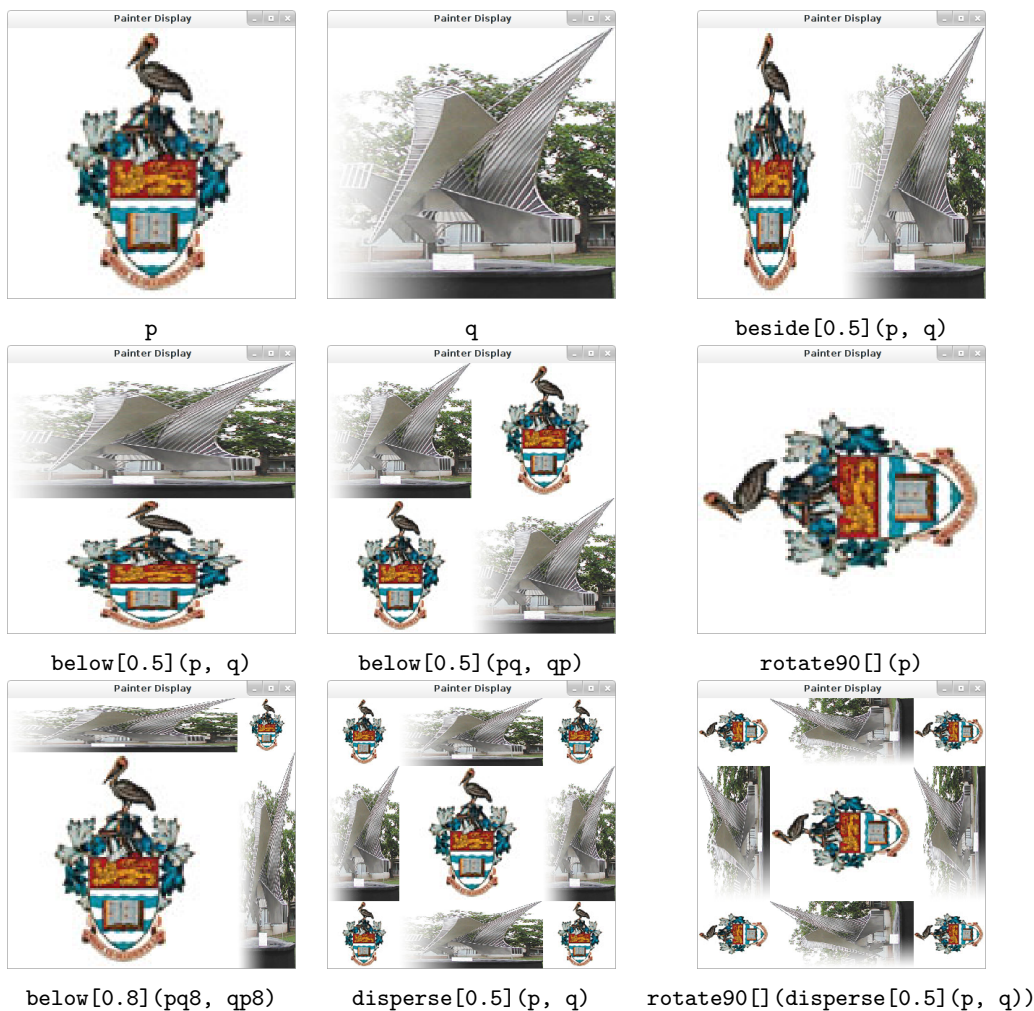 Painter Display
Painter Display
Painter Display
p
q
beside[0.5](p, q)
Painter Display
Painter Display
Painter Display
below[0.5](p, q)
below[0.5](pq, qp)
rotate90[](p)
Painter Display
Painter Display
Painter Display
below[0.8](pq8, qp8)
disperse[0.5](p, q)
rotate90[](disperse[0.5](p, q))